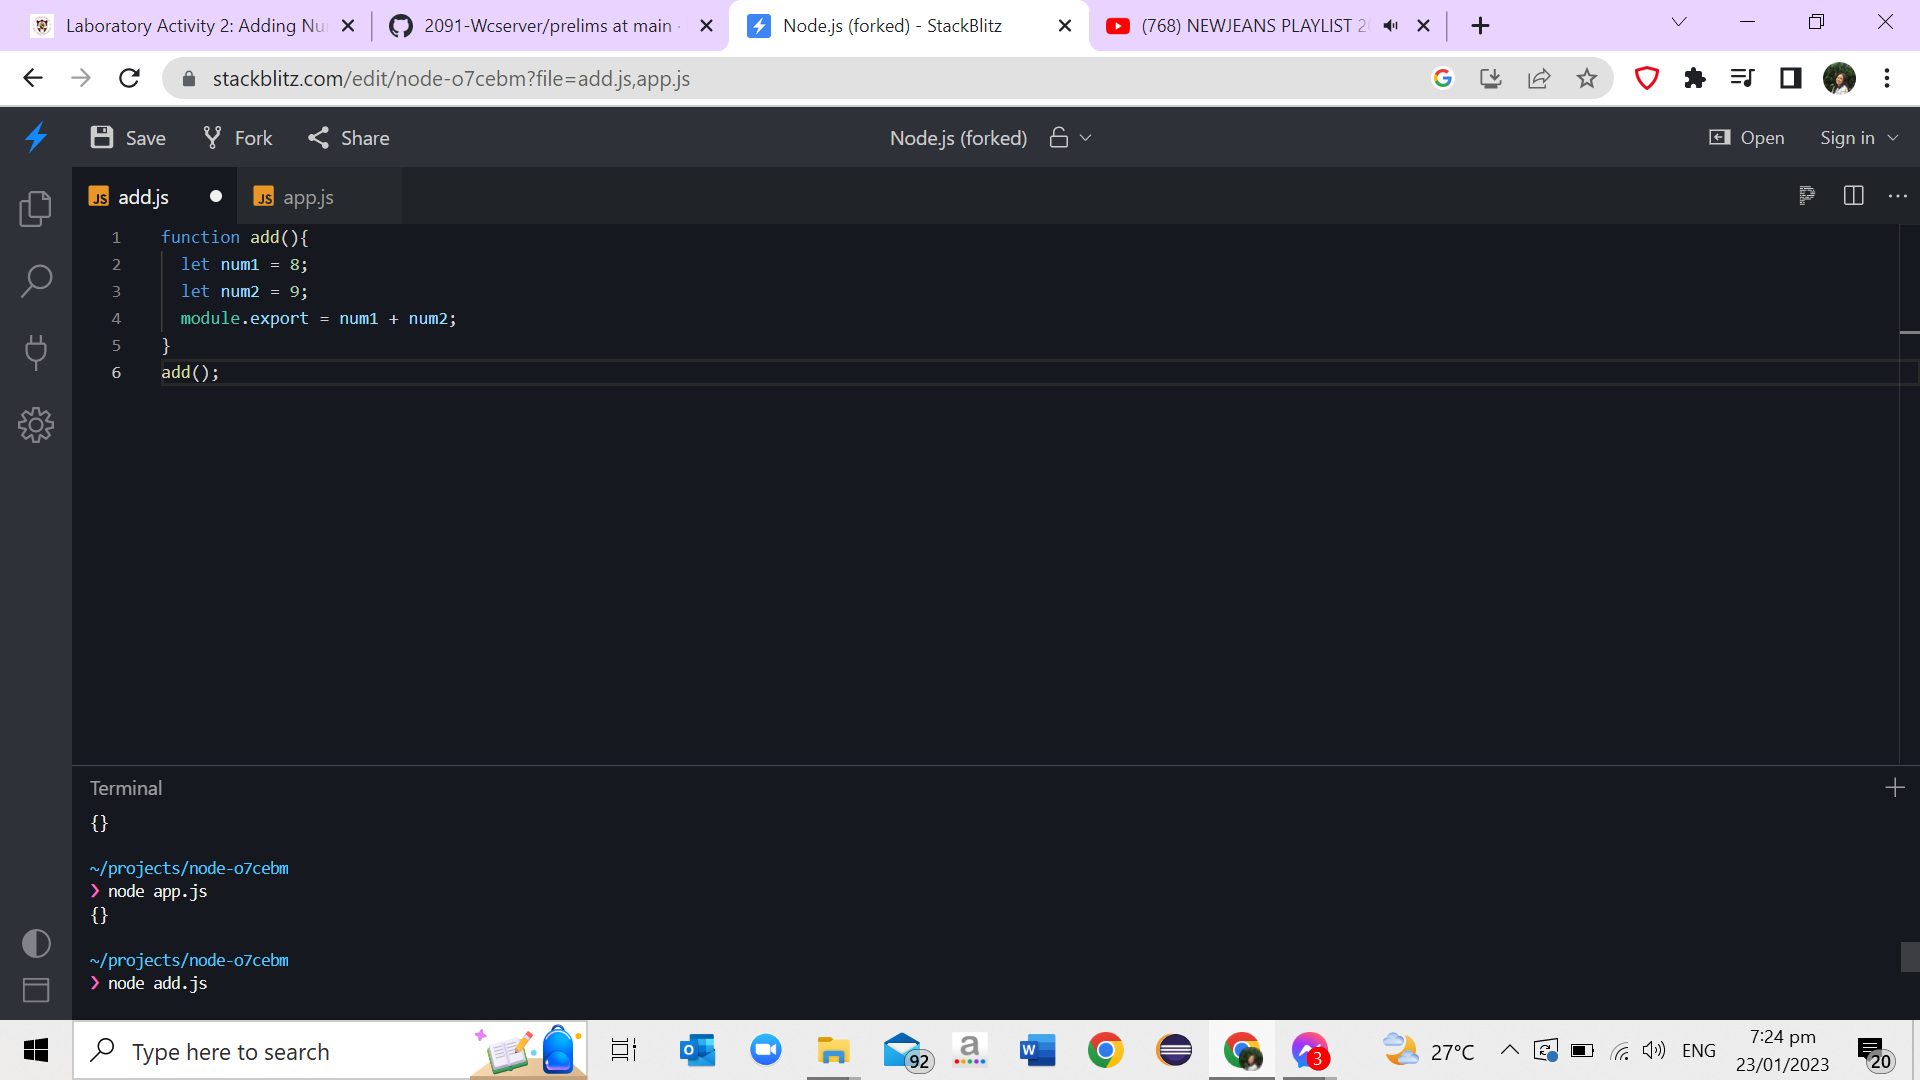 Laboratory Activity 2: Adding Nu
2091-Wcserver/prelims at main ·
Node.js (forked) - StackBlitz
(768) NEWJEANS PLAYLIST 20
stackblitz.com/edit/node-o7cebm?file=add.js,app.js
Save
Fork
Share
Node.js (forked)
Open
Sign in
JS add.js
JS app.js
1 function add(){
2 let num1 = 8;
3 let num2 = 9;
4 module.export = num1 + num2;
5 }
6 add();
Terminal
{}
~/projects/node-o7cebm
❯ node app.js
{}
~/projects/node-o7cebm
❯ node add.js
Type here to search
92
3
27°C
ENG
7:24 pm
23/01/2023
20